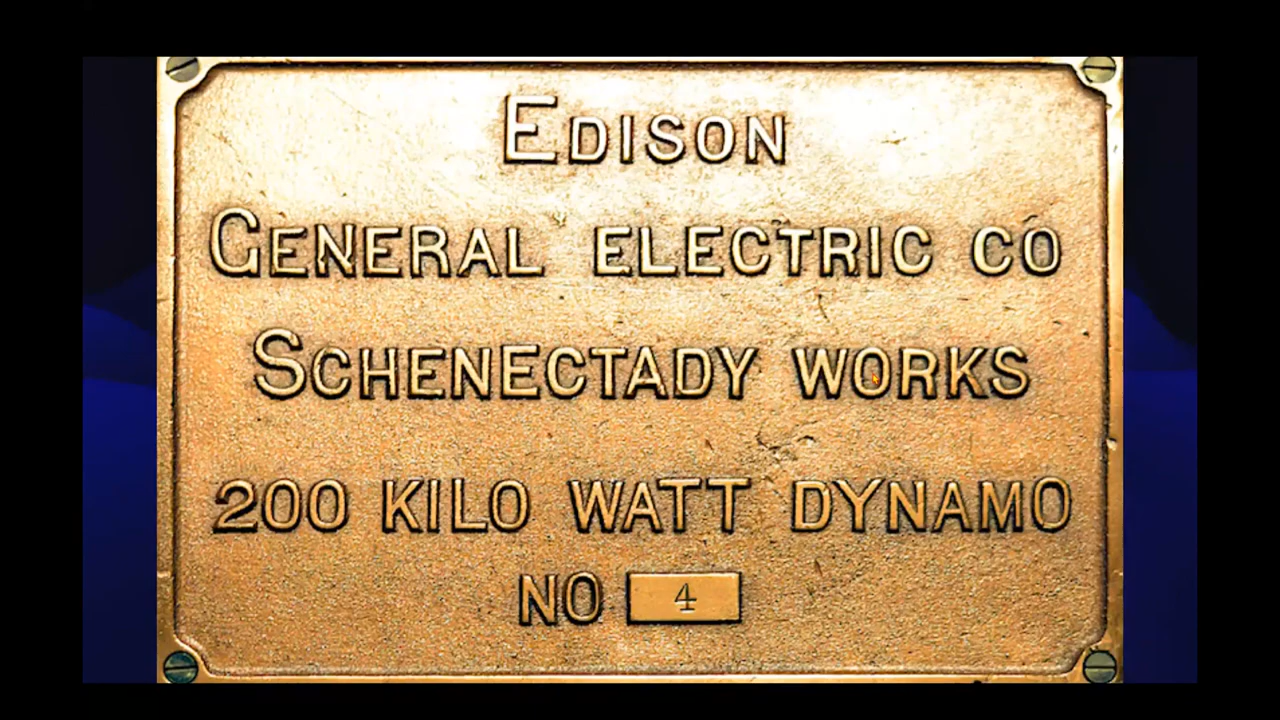 EDISON
GENERAL ELECTRIC CO
SCHENECTADY WORKS
200 KILO WATT DYNAMO
NO 4